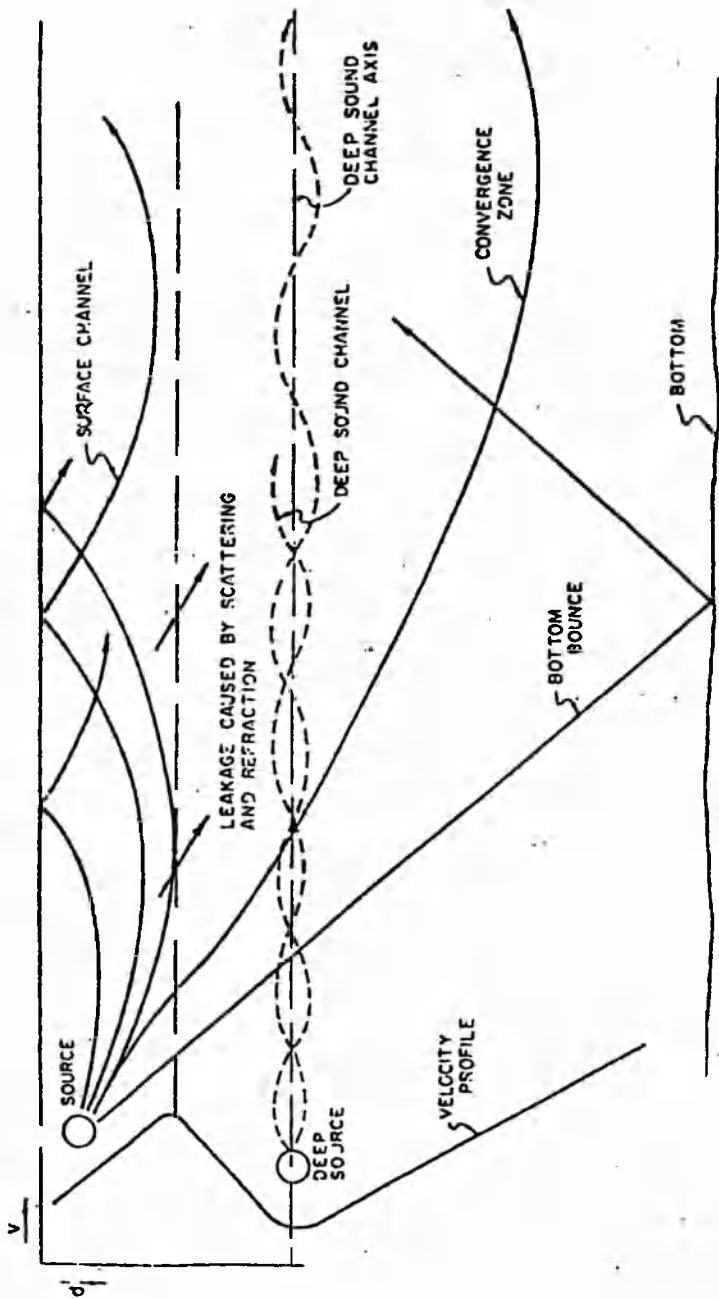 V
d
SOURCE
SURFACE CHANNEL
LEAKAGE CAUSED BY SCATTERING
AND REFRACTION
DEEP
SOURCE
DEEP SOUND CHANNEL
DEEP SOUND
CHANNEL AXIS
VELOCITY
PROFILE
BOTTOM
BOUNCE
CONVERGENCE
ZONE
BOTTOM